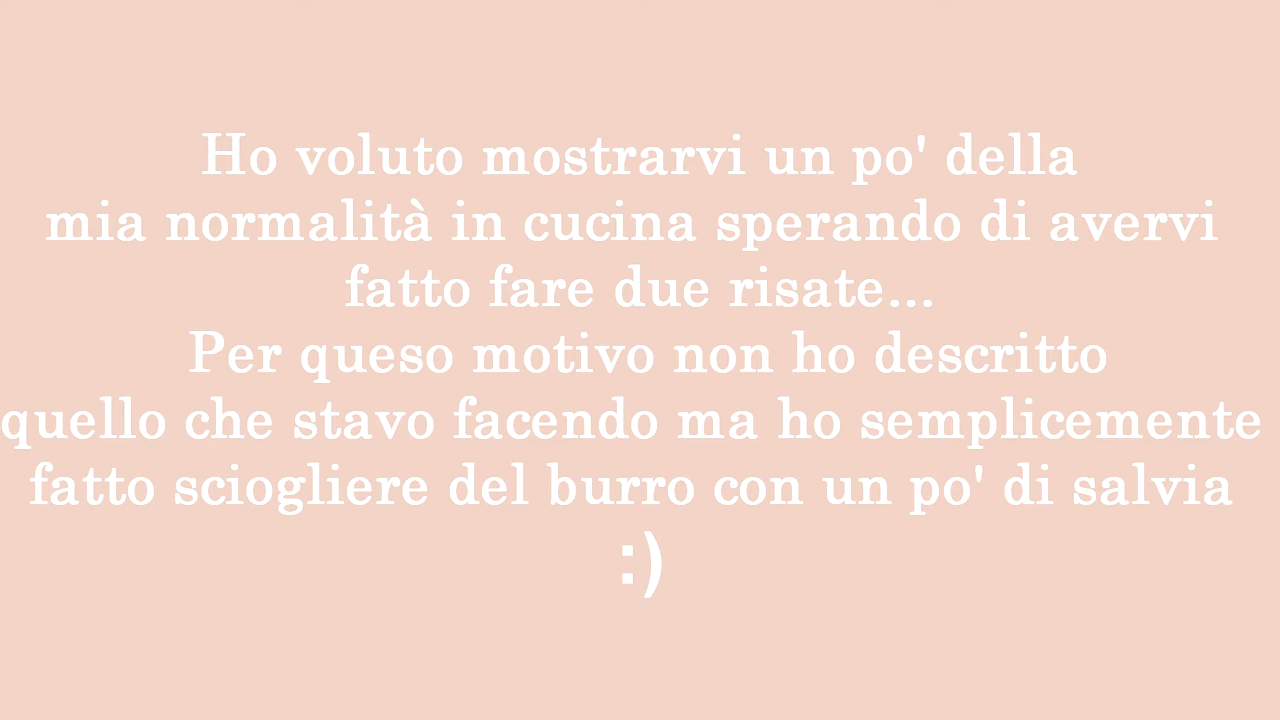 Ho voluto mostrarvi un po' della
mia normalità in cucina sperando di avervi
fatto fare due risate...
Per queso motivo non ho descritto
quello che stavo facendo ma ho semplicemente
fatto sciogliere del burro con un po' di salvia
:)